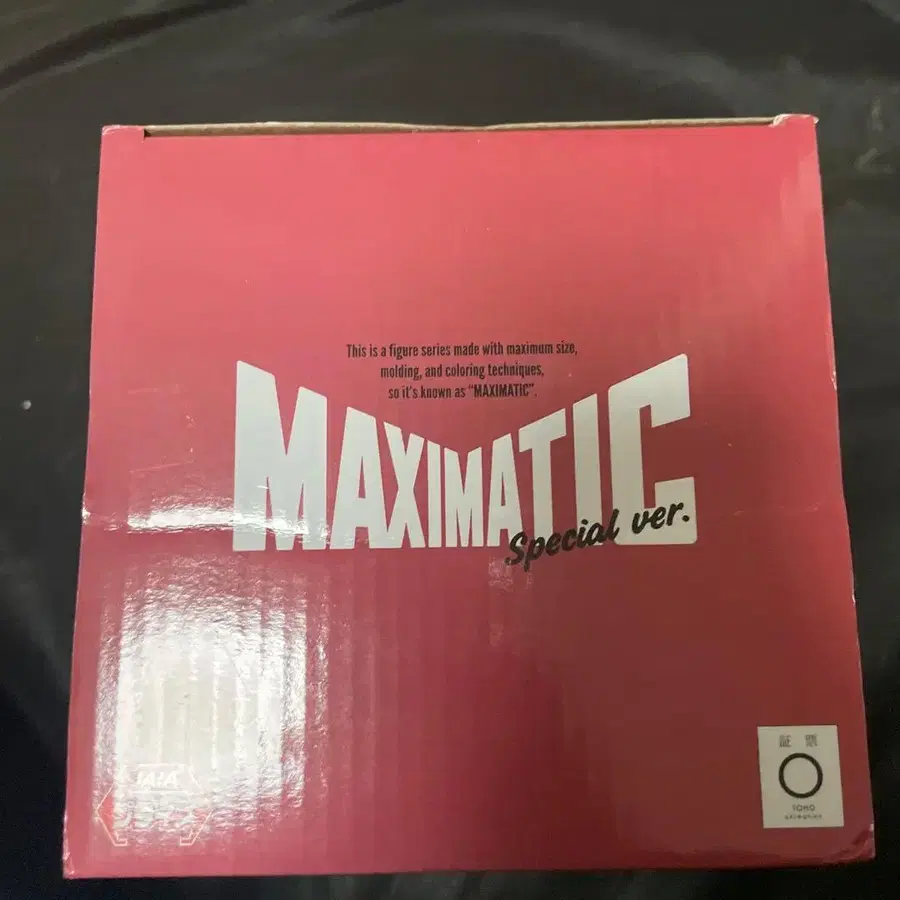 This is a figure series made with maximum size,
molding, and coloring techniques,
so it's known as "MAXIMATIC".
MAXIMATIC
Special ver.
証 票
TOHO